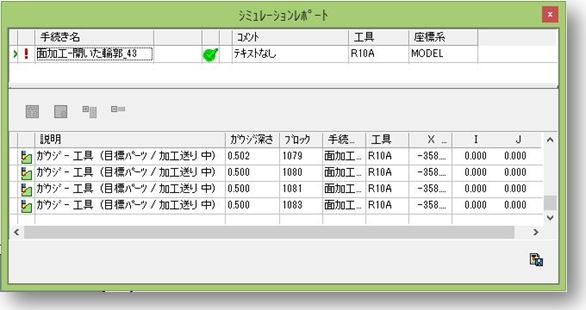 シミュレーションレポート
手続き名 コメント 工具 座標系
面加工-開いた輪郭_43 テキストなし R10A MODEL
説明 ガウジ深さ ブロック 手続... 工具 X ... I J
ガウジ - 工具 (目標パーツ / 加工送り 中) 0.502 1079 面加工... R10A -358.... 0.000 0.000
ガウジ - 工具 (目標パーツ / 加工送り 中) 0.500 1080 面加工... R10A -358.... 0.000 0.000
ガウジ - 工具 (目標パーツ / 加工送り 中) 0.500 1081 面加工... R10A -358.... 0.000 0.000
ガウジ - 工具 (目標パーツ / 加工送り 中) 0.500 1083 面加工... R10A -358.... 0.000 0.000